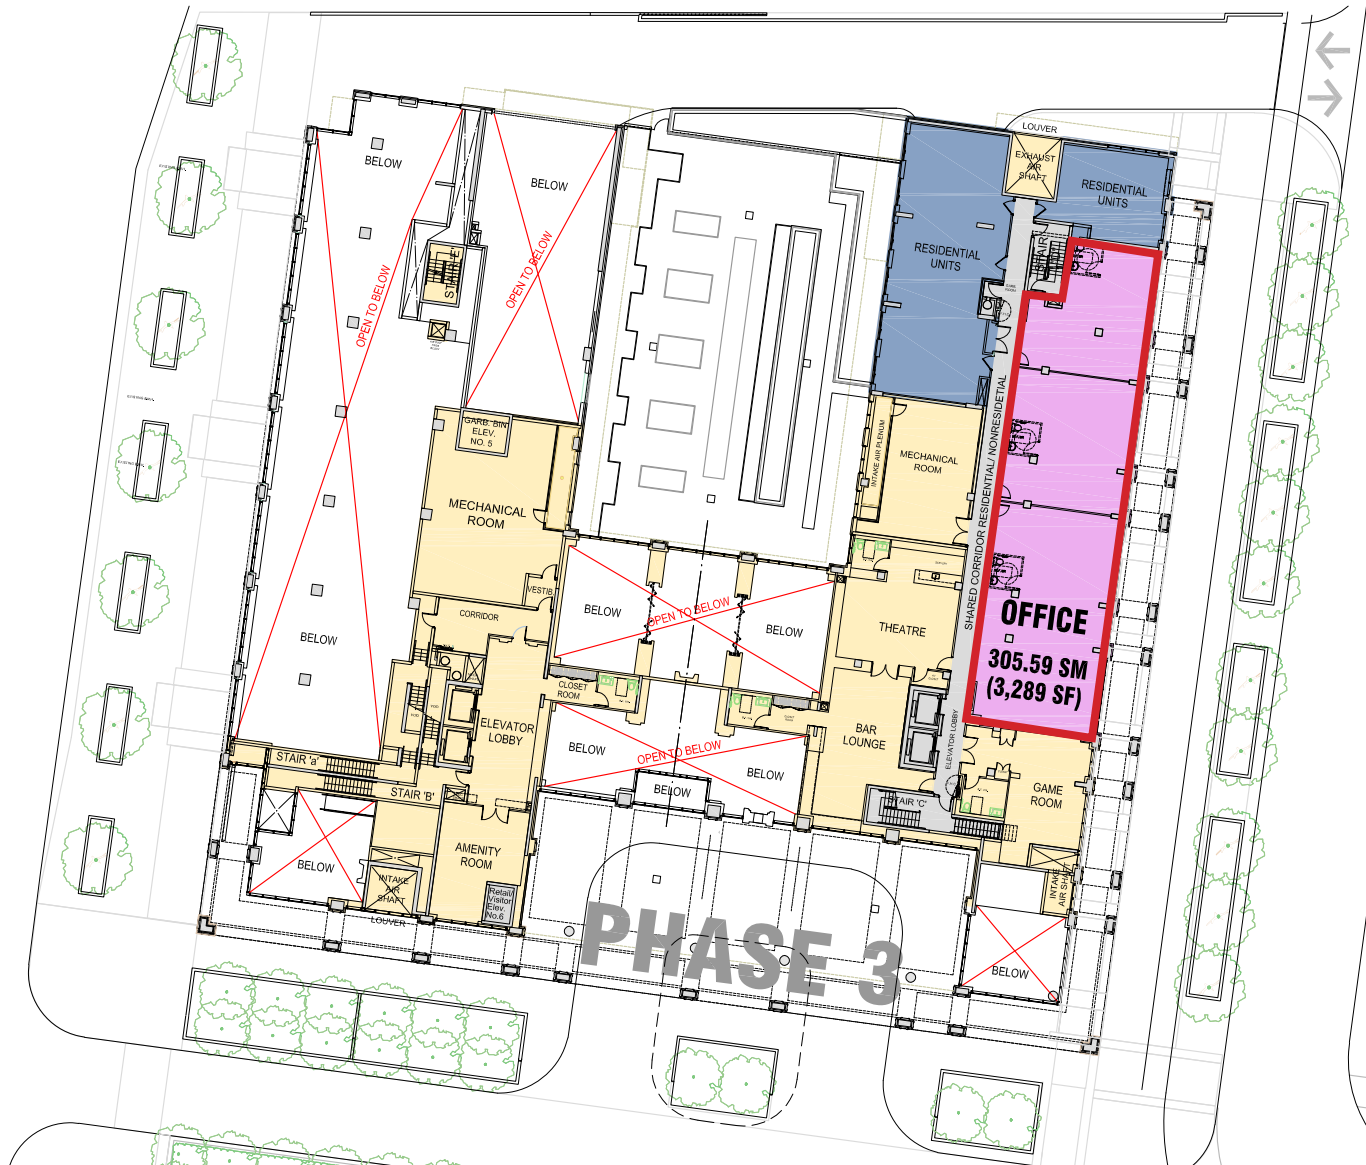 LOUVER
EXHAUST
AIR
SHAFT
BELOW
BELOW
RESIDENTIAL
UNITS
RESIDENTIAL
UNITS
STAIR
STAIR 'E'
OPEN TO BELOW
OPEN TO BELOW
GARB. BIN
ELEV.
NO. 5
INTAKE AIR PLENUM
MECHANICAL
ROOM
SHARED CORRIDOR RESIDENTIAL/ NONRESIDETIAL
MECHANICAL
ROOM
VESTIB.
CORRIDOR
BELOW
OPEN TO BELOW
BELOW
THEATRE
OFFICE
305.59 SM
(3,289 SF)
BELOW
CLOSET
ROOM
ELEVATOR
LOBBY
BELOW
OPEN TO BELOW
BELOW
BELOW
BAR
LOUNGE
ELEVATOR LOBBY
STAIR 'a'
STAIR 'B'
STAIR 'C'
GAME
ROOM
AMENITY
ROOM
BELOW
INTAKE
AIR
SHAFT
LOUVER
Retail/
Visitor
Elev.
No.6
INTAKE
AIR SHAFT
BELOW
PHASE 3